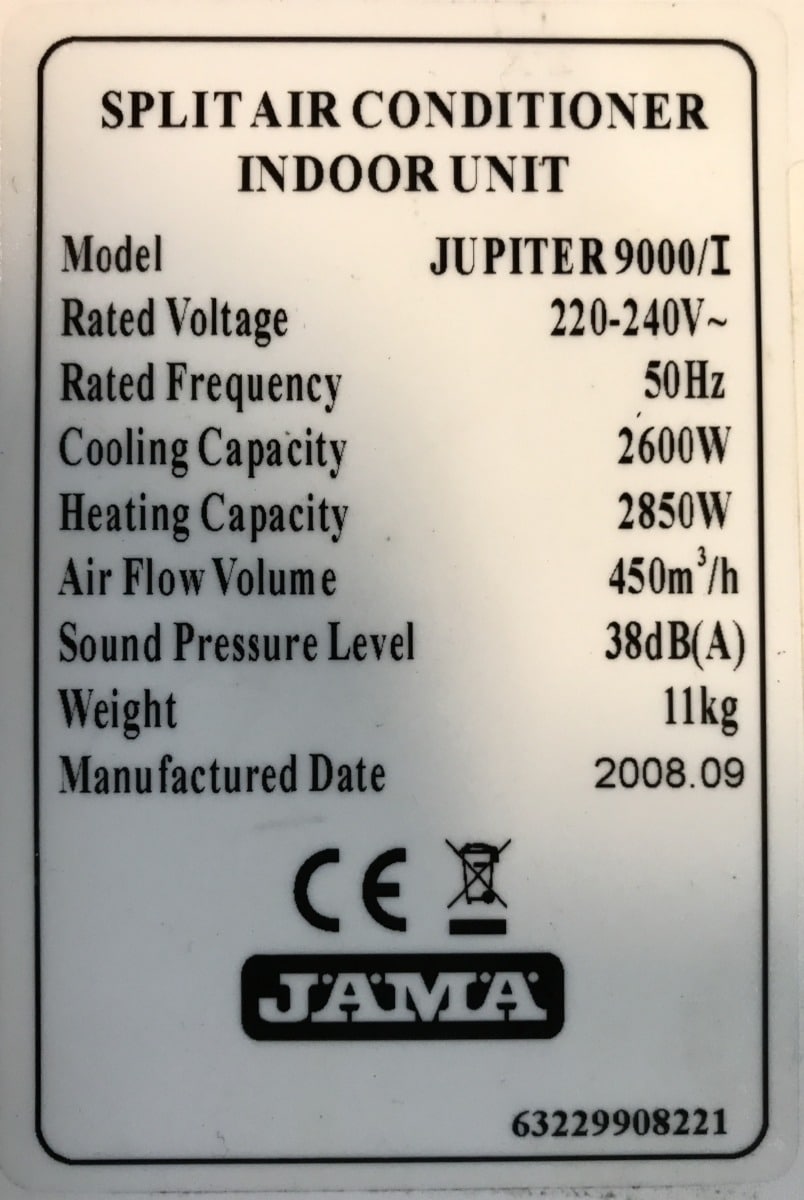 SPLIT AIR CONDITIONER
INDOOR UNIT
Model JUPITER 9000/I
Rated Voltage 220-240V~
Rated Frequency 50Hz
Cooling Capacity 2600W
Heating Capacity 2850W
Air Flow Volume 450m³/h
Sound Pressure Level 38dB(A)
Weight 11kg
Manufactured Date 2008.09
CE
JAMA
63229908221